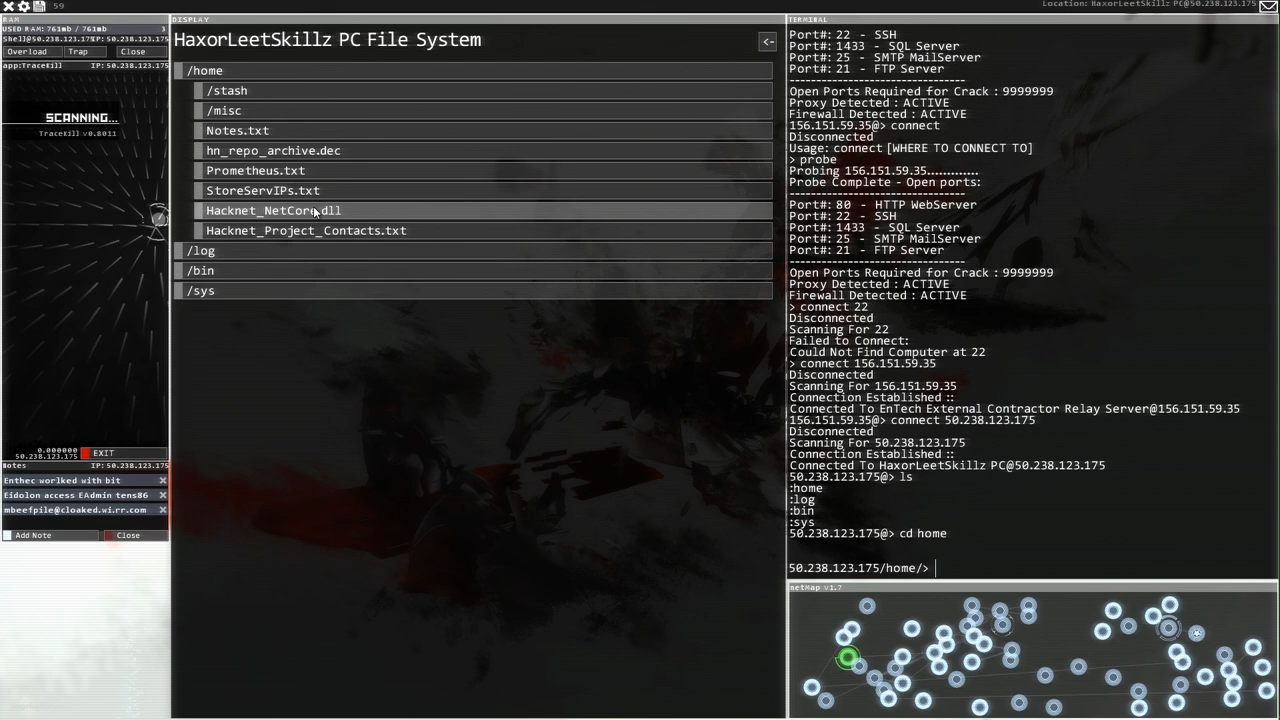 59
Location: HaxorLeetSkillz PC@50.238.123.175
RAM
USED RAM: 761mb / 761mb 3
Shell@50.238.123.175 IP: 50.238.123.175
Overload Trap Close
app:TraceKill IP: 50.238.123.175
SCANNING...
TraceKill v0.8011
0.000000
50.238.123.175 EXIT
Notes IP: 50.238.123.175
Enthec worlked with bit
Eidolon access EAdmin tens86
mbeefpile@cloaked.wi.rr.com
Add Note Close
DISPLAY
HaxorLeetSkillz PC File System
<-
/home
/stash
/misc
Notes.txt
hn_repo_archive.dec
Prometheus.txt
StoreServIPs.txt
Hacknet_NetCore.dll
Hacknet_Project_Contacts.txt
/log
/bin
/sys
TERMINAL
Port#: 22 - SSH
Port#: 1433 - SQL Server
Port#: 25 - SMTP MailServer
Port#: 21 - FTP Server
---------------------------------
Open Ports Required for Crack : 9999999
Proxy Detected : ACTIVE
Firewall Detected : ACTIVE
156.151.59.35@> connect
Disconnected
Usage: connect [WHERE TO CONNECT TO]
> probe
Probing 156.151.59.35.............
Probe Complete - Open ports:
---------------------------------
Port#: 80 - HTTP WebServer
Port#: 22 - SSH
Port#: 1433 - SQL Server
Port#: 25 - SMTP MailServer
Port#: 21 - FTP Server
---------------------------------
Open Ports Required for Crack : 9999999
Proxy Detected : ACTIVE
Firewall Detected : ACTIVE
> connect 22
Disconnected
Scanning For 22
Failed to Connect:
Could Not Find Computer at 22
> connect 156.151.59.35
Disconnected
Scanning For 156.151.59.35
Connection Established ::
Connected To EnTech External Contractor Relay Server@156.151.59.35
156.151.59.35@> connect 50.238.123.175
Disconnected
Scanning For 50.238.123.175
Connection Established ::
Connected To HaxorLeetSkillz PC@50.238.123.175
50.238.123.175@> ls
:home
:log
:bin
:sys
50.238.123.175@> cd home
50.238.123.175/home/>
netMap v1.7